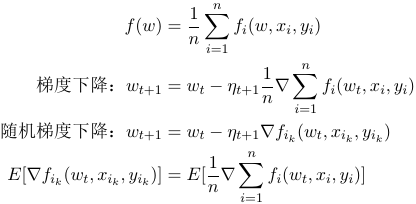 f(w) = \frac{1}{n} \sum_{i=1}^{n} f_i(w, x_i, y_i)
梯度下降：w_{t+1} = w_t - \eta_{t+1} \frac{1}{n} \nabla \sum_{i=1}^{n} f_i(w_t, x_i, y_i)
随机梯度下降：w_{t+1} = w_t - \eta_{t+1} \nabla f_{i_k}(w_t, x_{i_k}, y_{i_k})
E[\nabla f_{i_k}(w_t, x_{i_k}, y_{i_k})] = E[\frac{1}{n} \nabla \sum_{i=1}^{n} f_i(w_t, x_i, y_i)]